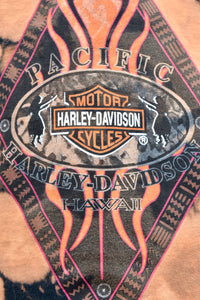 PACIFIC
MOTOR
HARLEY-DAVIDSON
CYCLES
®
HARLEY-DAVIDSON
HAWAII